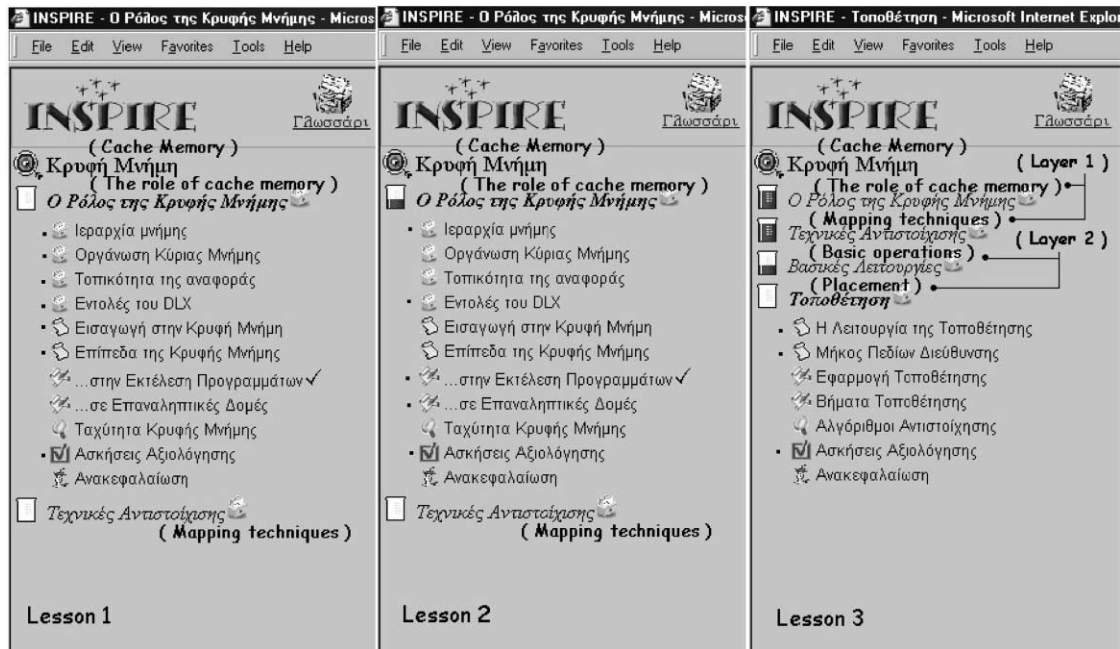 INSPIRE - Ο Ρόλος της Κρυφής Μνήμης - Micros
File Edit View Favorites Tools Help
INSPIRE
Γλωσσάρι
( Cache Memory )
Κρυφή Μνήμη
( The role of cache memory )
Ο Ρόλος της Κρυφής Μνήμης
Ιεραρχία μνήμης
Οργάνωση Κύριας Μνήμης
Τοπικότητα της αναφοράς
Εντολές του DLX
Εισαγωγή στην Κρυφή Μνήμη
Επίπεδα της Κρυφής Μνήμης
...στην Εκτέλεση Προγραμμάτων ✓
...σε Επαναληπτικές Δομές
Ταχύτητα Κρυφής Μνήμης
Ασκήσεις Αξιολόγησης
Ανακεφαλαίωση
Τεχνικές Αντιστοίχισης
( Mapping techniques )
Lesson 1
INSPIRE - Ο Ρόλος της Κρυφής Μνήμης - Micros
File Edit View Favorites Tools Help
INSPIRE
Γλωσσάρι
( Cache Memory )
Κρυφή Μνήμη
( The role of cache memory )
Ο Ρόλος της Κρυφής Μνήμης
Ιεραρχία μνήμης
Οργάνωση Κύριας Μνήμης
Τοπικότητα της αναφοράς
Εντολές του DLX
Εισαγωγή στην Κρυφή Μνήμη
Επίπεδα της Κρυφής Μνήμης
...στην Εκτέλεση Προγραμμάτων ✓
...σε Επαναληπτικές Δομές
Ταχύτητα Κρυφής Μνήμης
Ασκήσεις Αξιολόγησης
Ανακεφαλαίωση
Τεχνικές Αντιστοίχισης
( Mapping techniques )
Lesson 2
INSPIRE - Τοποθέτηση - Microsoft Internet Explo
File Edit View Favorites Tools Help
INSPIRE
Γλωσσάρι
( Cache Memory )
Κρυφή Μνήμη
( Layer 1 )
( The role of cache memory )
Ο Ρόλος της Κρυφής Μνήμης
( Mapping techniques )
Τεχνικές Αντιστοίχισης
( Layer 2 )
( Basic operations )
Βασικές Λειτουργίες
( Placement )
Τοποθέτηση
Η Λειτουργία της Τοποθέτησης
Μήκος Πεδίων Διεύθυνσης
Εφαρμογή Τοποθέτησης
Βήματα Τοποθέτησης
Αλγόριθμοι Αντιστοίχησης
Ασκήσεις Αξιολόγησης
Ανακεφαλαίωση
Lesson 3